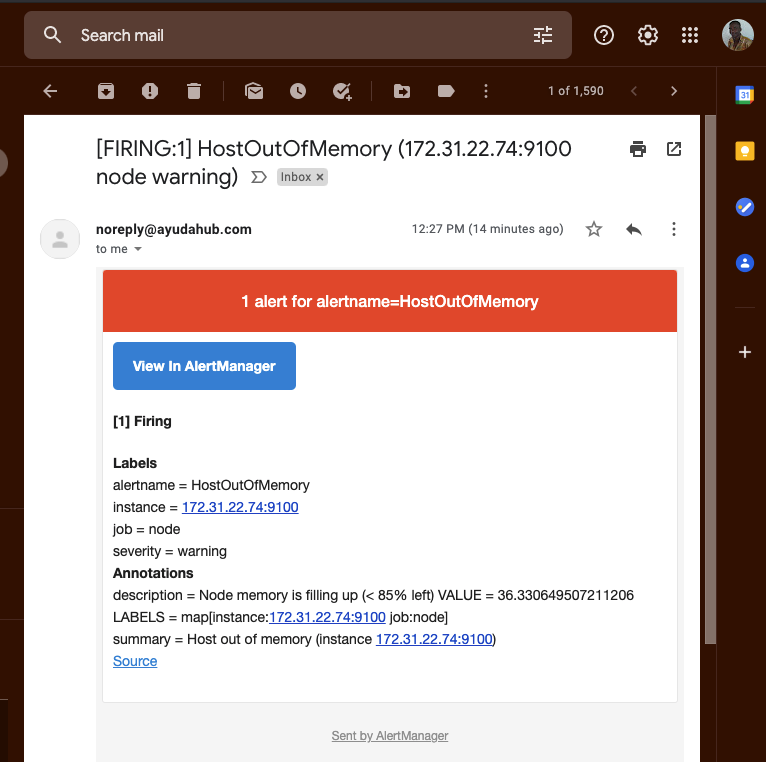 Search mail
1 of 1,590
31
[FIRING:1] HostOutOfMemory (172.31.22.74:9100
node warning)
Inbox ×
noreply@ayudahub.com
12:27 PM (14 minutes ago)
to me
1 alert for alertname=HostOutOfMemory
View In AlertManager
[1] Firing
Labels
alertname = HostOutOfMemory
instance = 172.31.22.74:9100
job = node
severity = warning
Annotations
description = Node memory is filling up (< 85% left) VALUE = 36.330649507211206
LABELS = map[instance:172.31.22.74:9100 job:node]
summary = Host out of memory (instance 172.31.22.74:9100)
Source
Sent by AlertManager